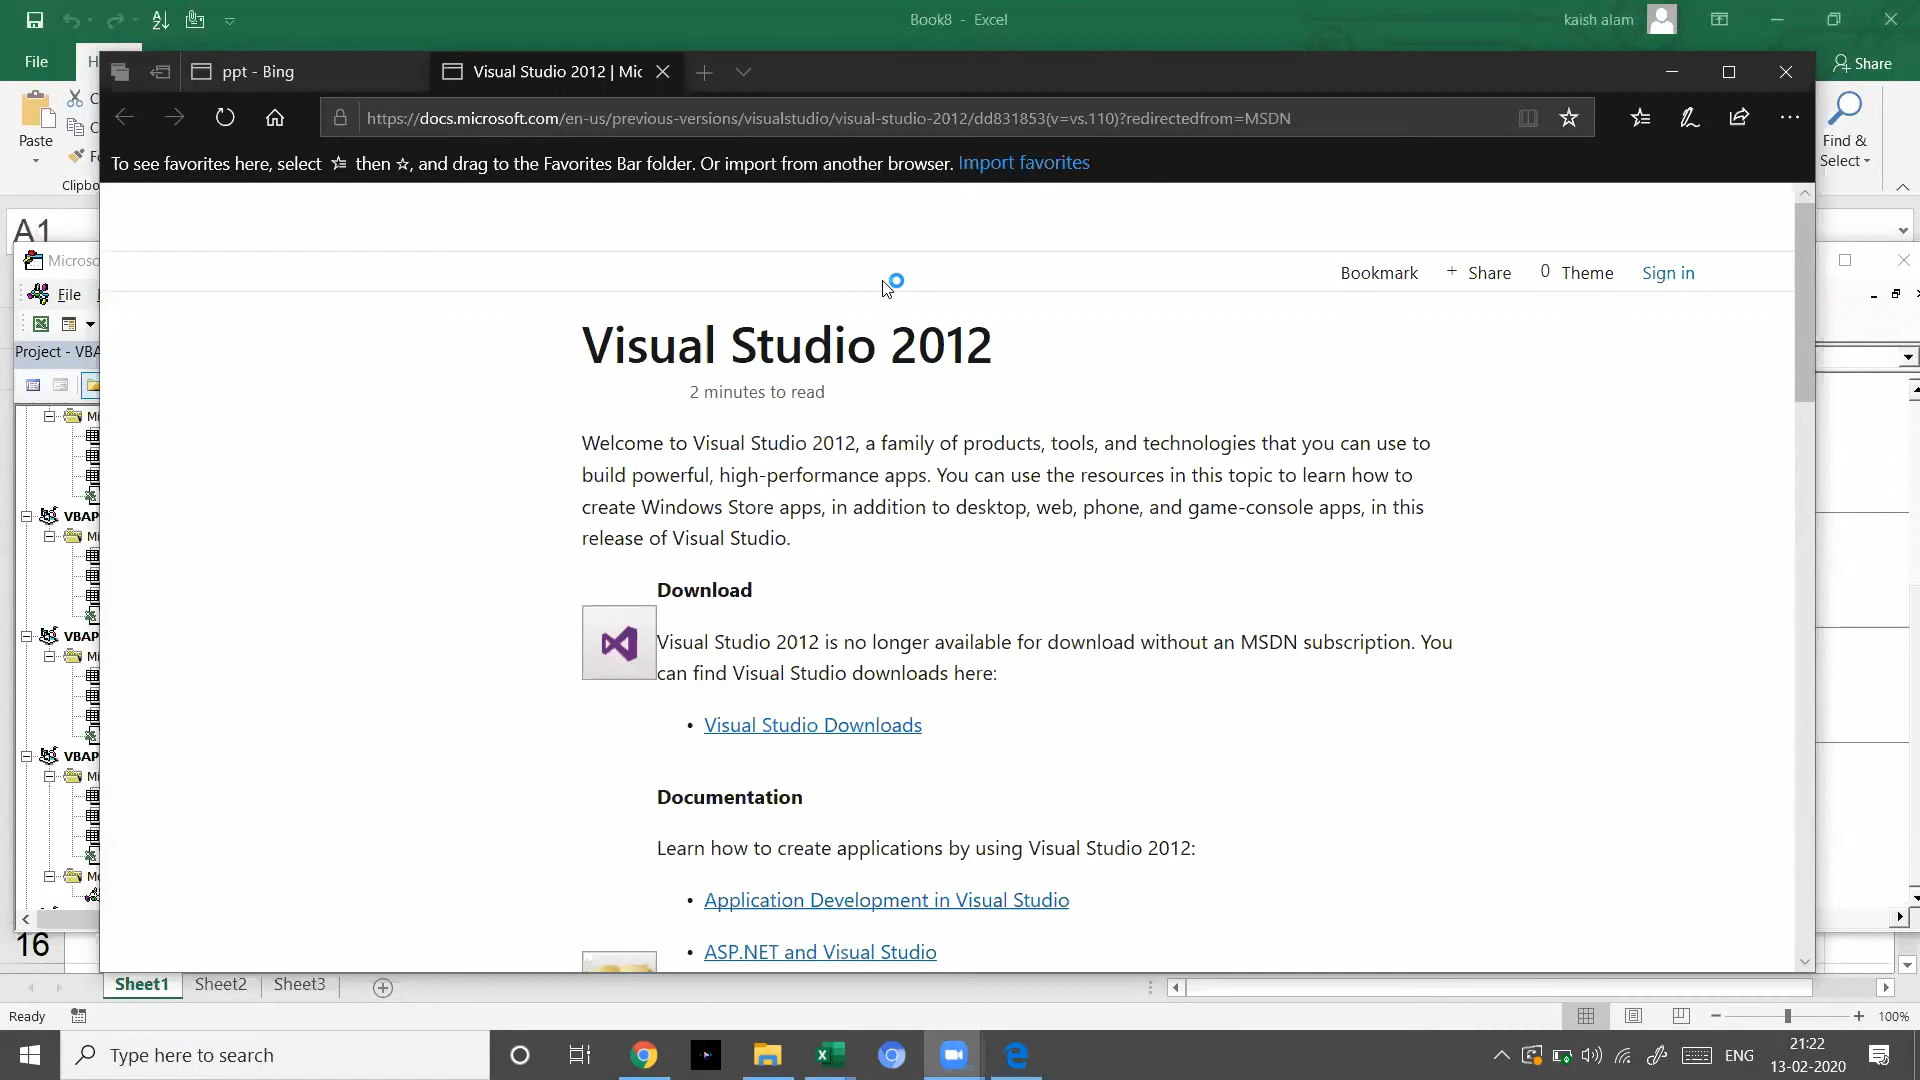 Book8 - Excel
kaish alam
File
H
Share
ppt - Bing
Visual Studio 2012 | Mic
Paste
https://docs.microsoft.com/en-us/previous-versions/visualstudio/visual-studio-2012/dd831853(v=vs.110)?redirectedfrom=MSDN
Find &
Select
To see favorites here, select then , and drag to the Favorites Bar folder. Or import from another browser. Import favorites
Clipbo
A1
Microso
File
Bookmark + Share 0 Theme Sign in
Visual Studio 2012
Project - VBA
2 minutes to read
Welcome to Visual Studio 2012, a family of products, tools, and technologies that you can use to
build powerful, high-performance apps. You can use the resources in this topic to learn how to
create Windows Store apps, in addition to desktop, web, phone, and game-console apps, in this
release of Visual Studio.
Mi
VBAP
Mi
VBAP
Mi
VBAP
Mi
Mo
Download
Visual Studio 2012 is no longer available for download without an MSDN subscription. You
can find Visual Studio downloads here:
• Visual Studio Downloads
Documentation
Learn how to create applications by using Visual Studio 2012:
• Application Development in Visual Studio
• ASP.NET and Visual Studio
16
Sheet1 Sheet2 Sheet3
Ready
100%
Type here to search
ENG
21:22
13-02-2020